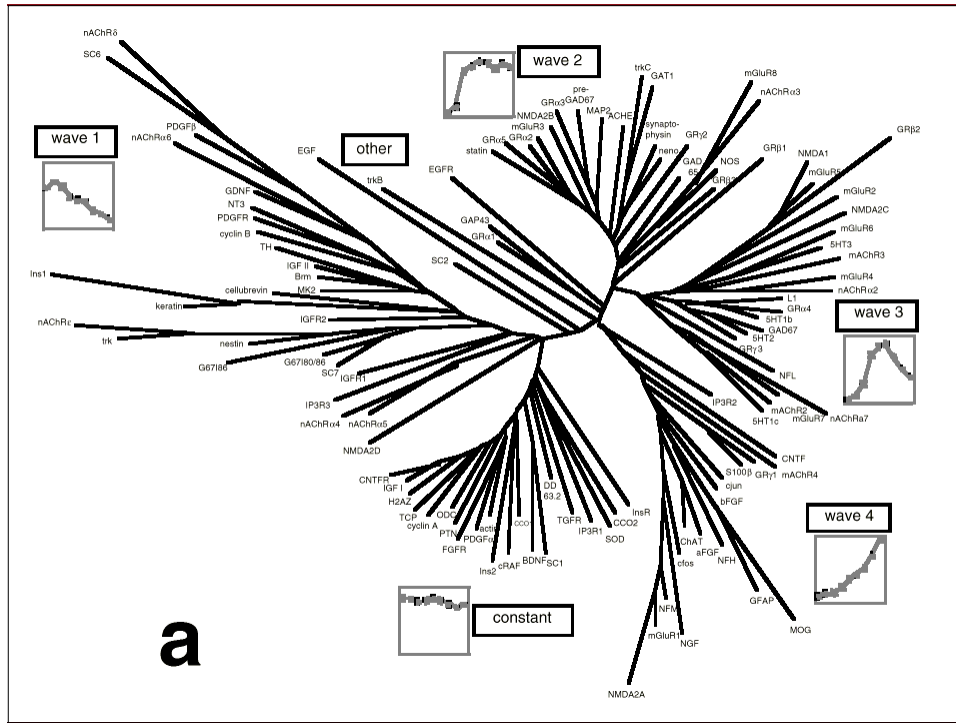 nAChRδ
SC6
wave 1
PDGFβ
nAChRα6
GDNF
NT3
PDGFR
cyclin B
TH
IGF II
Brm
cellubrevin
MK2
Ins1
keratin
IGFR2
nAChRε
trk
nestin
G67I86
G67I80/86
SC7
IGFR1
IP3R3
nAChRα4
nAChRα5
NMDA2D
other
EGF
trkB
EGFR
GAP43
GRα1
SC2
wave 2
statin
GRα5
GRα2
mGluR3
NMDA2B
GRα3
pre-
GAD67
MAP2
ACHE
trkC
GAT1
synapto-
physin
neno
GRγ2
GAD
65
NOS
GRβ3
mGluR8
nAChRα3
GRβ1
GRβ2
NMDA1
mGluR5
mGluR2
NMDA2C
mGluR6
5HT3
mAChR3
mGluR4
nAChRα2
L1
GRα4
5HT1b
GAD67
5HT2
GRγ3
wave 3
NFL
mAChR2
mGluR7
nAChRa7
5HT1c
IP3R2
CNTF
mAChR4
GRγ1
S100β
cjun
bFGF
wave 4
MOG
GFAP
NFH
aFGF
ChAT
cfos
NFM
NGF
mGluR1
NMDA2A
CNTFR
IGF I
H2AZ
TCP
cyclin A
ODC
PTN
FGFR
PDGFα
actin
Ins2
cRAF
CCO1
BDNF
SC1
DD
63.2
TGFR
IP3R1
SOD
CCO2
InsR
constant
a